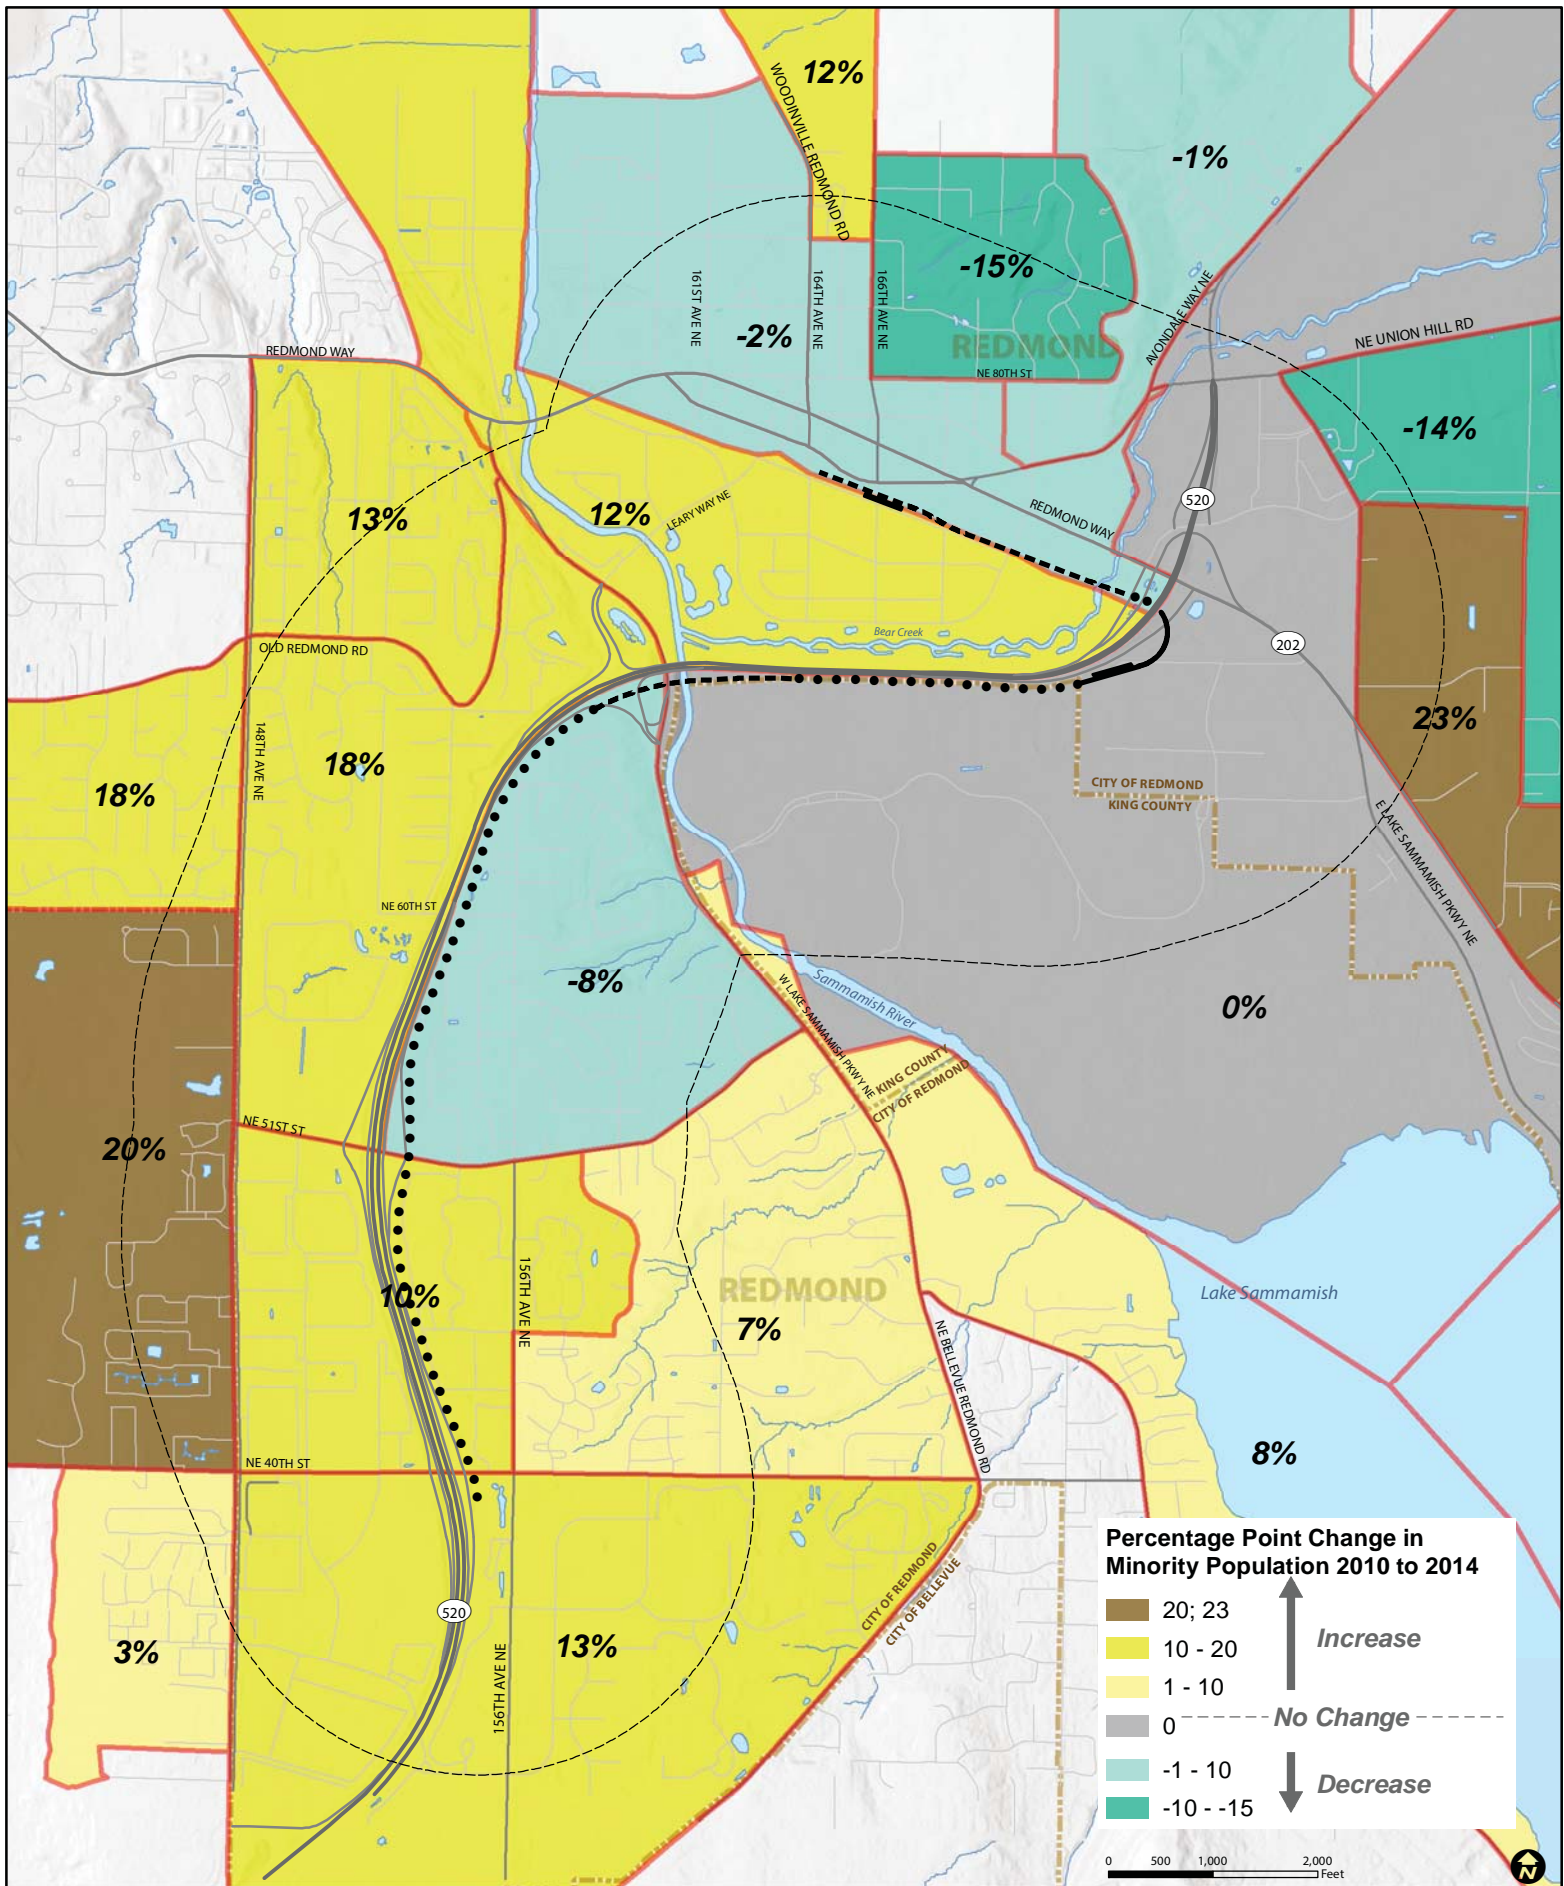 12%
WOODINVILLE REDMOND RD
-1%
-15%
161ST AVE NE
164TH AVE NE
166TH AVE NE
-2%
REDMOND
AVONDALE WAY NE
NE UNION HILL RD
REDMOND WAY
NE 80TH ST
-14%
13%
12%
LEARY WAY NE
REDMOND WAY
520
Bear Creek
202
OLD REDMOND RD
148TH AVE NE
18%
18%
23%
CITY OF REDMOND
KING COUNTY
E LAKE SAMMAMISH PKWY NE
NE 60TH ST
-8%
W LAKE SAMMAMISH PKWY NE
Sammamish River
0%
KING COUNTY
CITY OF REDMOND
NE 51ST ST
20%
156TH AVE NE
10%
REDMOND
7%
Lake Sammamish
NE BELLEVUE REDMOND RD
8%
NE 40TH ST
CITY OF REDMOND
CITY OF BELLEVUE
520
3%
13%
156TH AVE NE
Percentage Point Change in
Minority Population 2010 to 2014
20; 23
10 - 20
Increase
1 - 10
0
No Change
-1 - 10
Decrease
-10 - -15
0 500 1,000 2,000
Feet
N